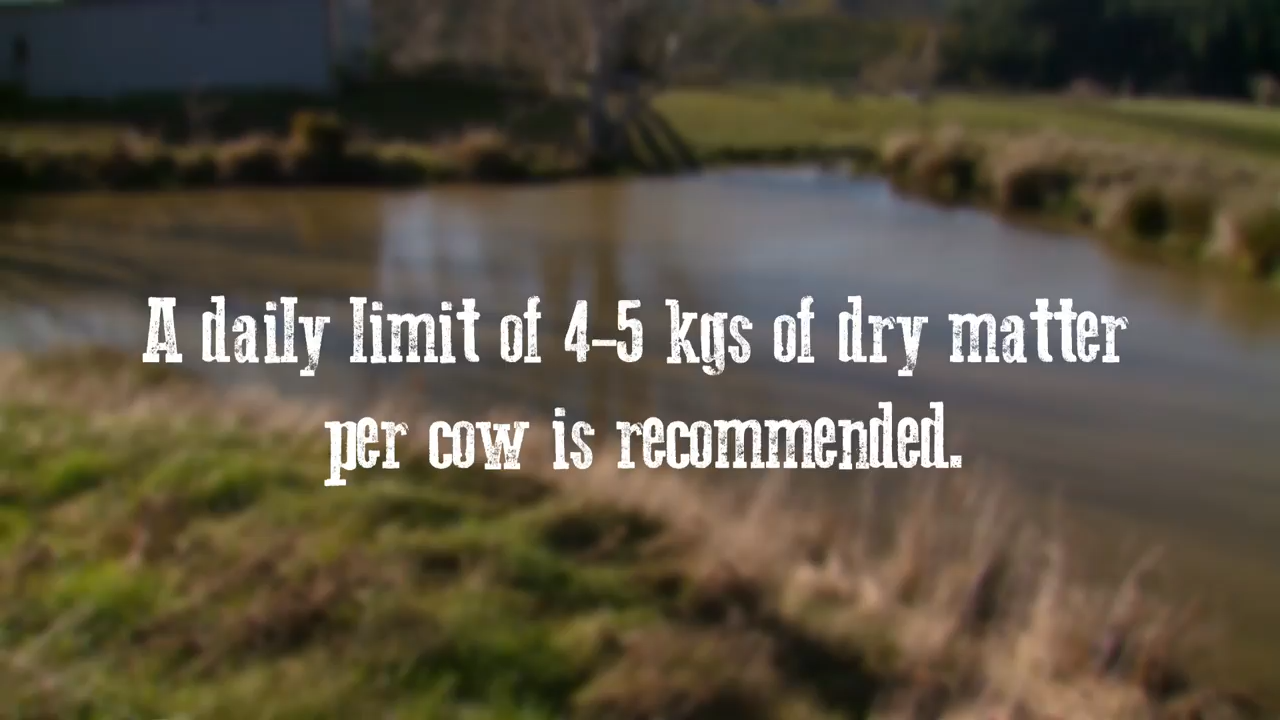 A daily limit of 4-5 kgs of dry matter
per cow is recommended.